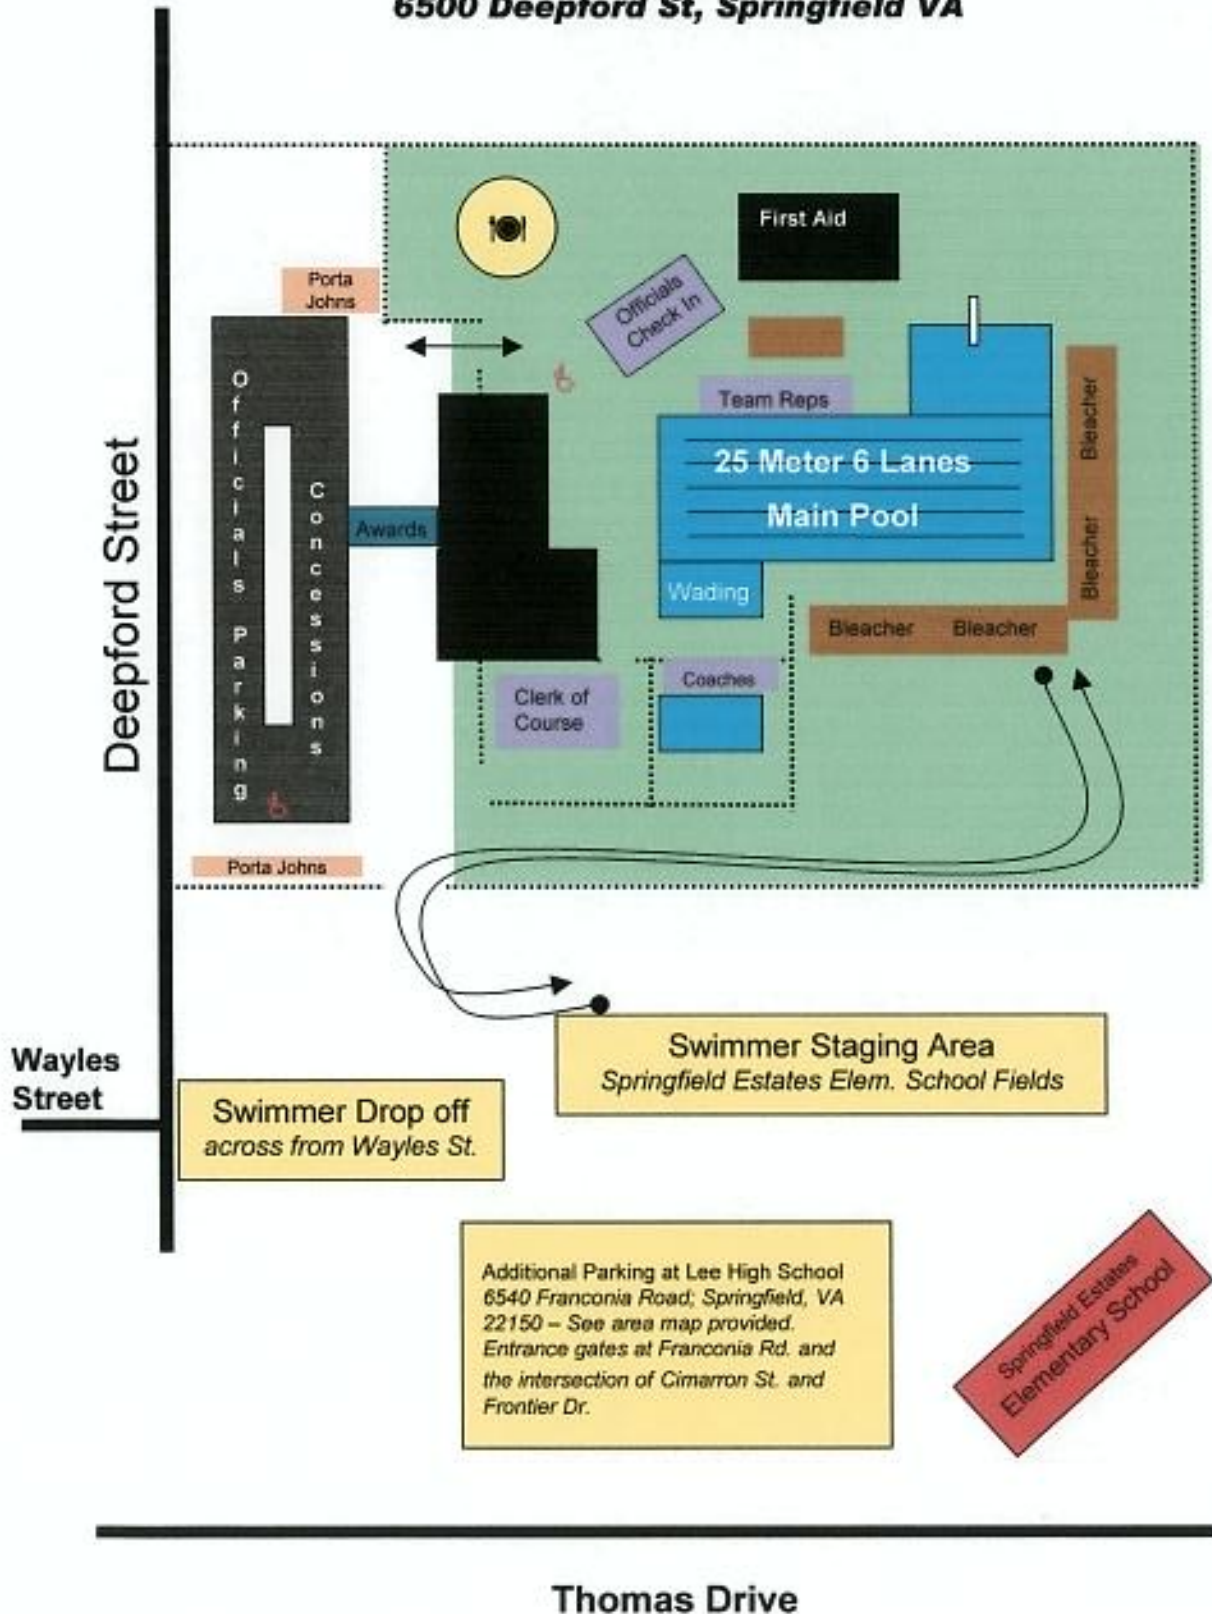 6500 Deepford St, Springfield VA
First Aid
Porta
Johns
Officials
Check In
Team Reps
25 Meter 6 Lanes
Main Pool
Bleacher
Bleacher
Officials Parking
Concessions
Awards
Deepford Street
Wading
Bleacher Bleacher
Coaches
Clerk of
Course
Porta Johns
Swimmer Staging Area
Springfield Estates Elem. School Fields
Wayles
Street
Swimmer Drop off
across from Wayles St.
Additional Parking at Lee High School
6540 Franconia Road; Springfield, VA
22150 – See area map provided.
Entrance gates at Franconia Rd. and
the intersection of Cimarron St. and
Frontier Dr.
Springfield Estates
Elementary School
Thomas Drive